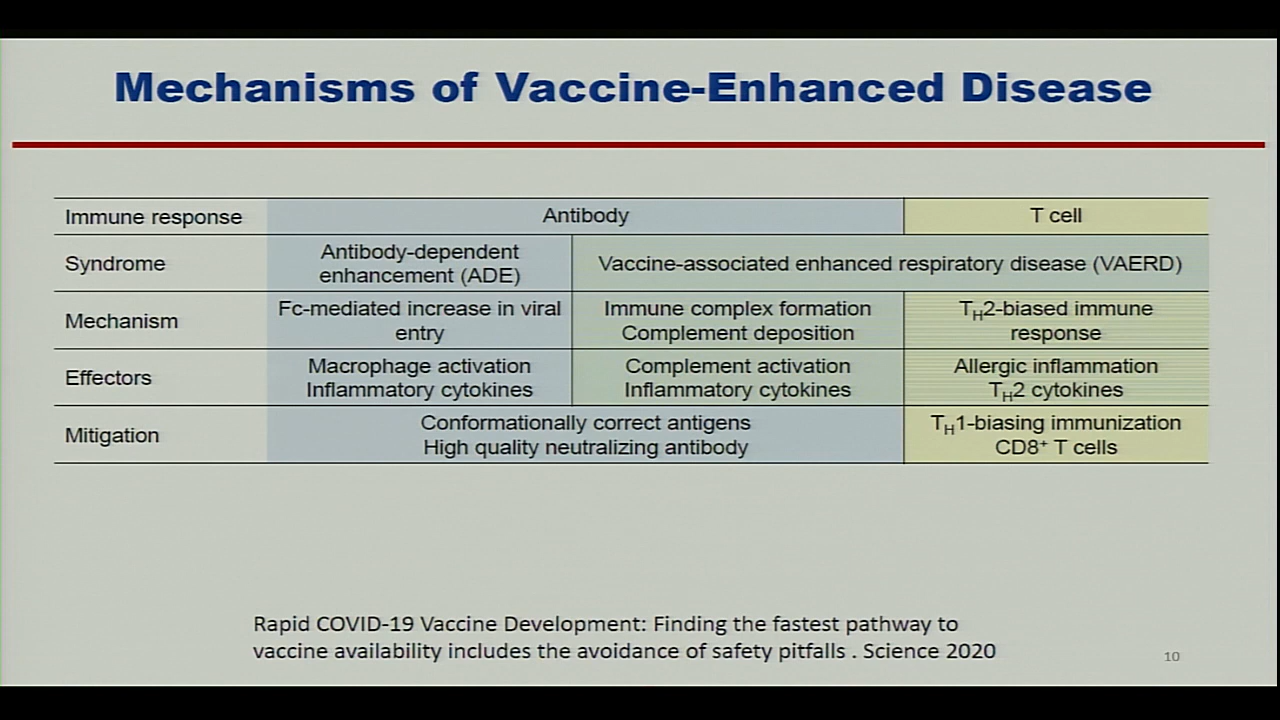 Mechanisms of Vaccine-Enhanced Disease
Immune response
Antibody
T cell
Syndrome
Antibody-dependent
enhancement (ADE)
Vaccine-associated enhanced respiratory disease (VAERD)
Mechanism
Fc-mediated increase in viral
entry
Immune complex formation
Complement deposition
TH2-biased immune
response
Effectors
Macrophage activation
Inflammatory cytokines
Complement activation
Inflammatory cytokines
Allergic inflammation
TH2 cytokines
Mitigation
Conformationally correct antigens
High quality neutralizing antibody
TH1-biasing immunization
CD8+ T cells
Rapid COVID-19 Vaccine Development: Finding the fastest pathway to
vaccine availability includes the avoidance of safety pitfalls . Science 2020
10